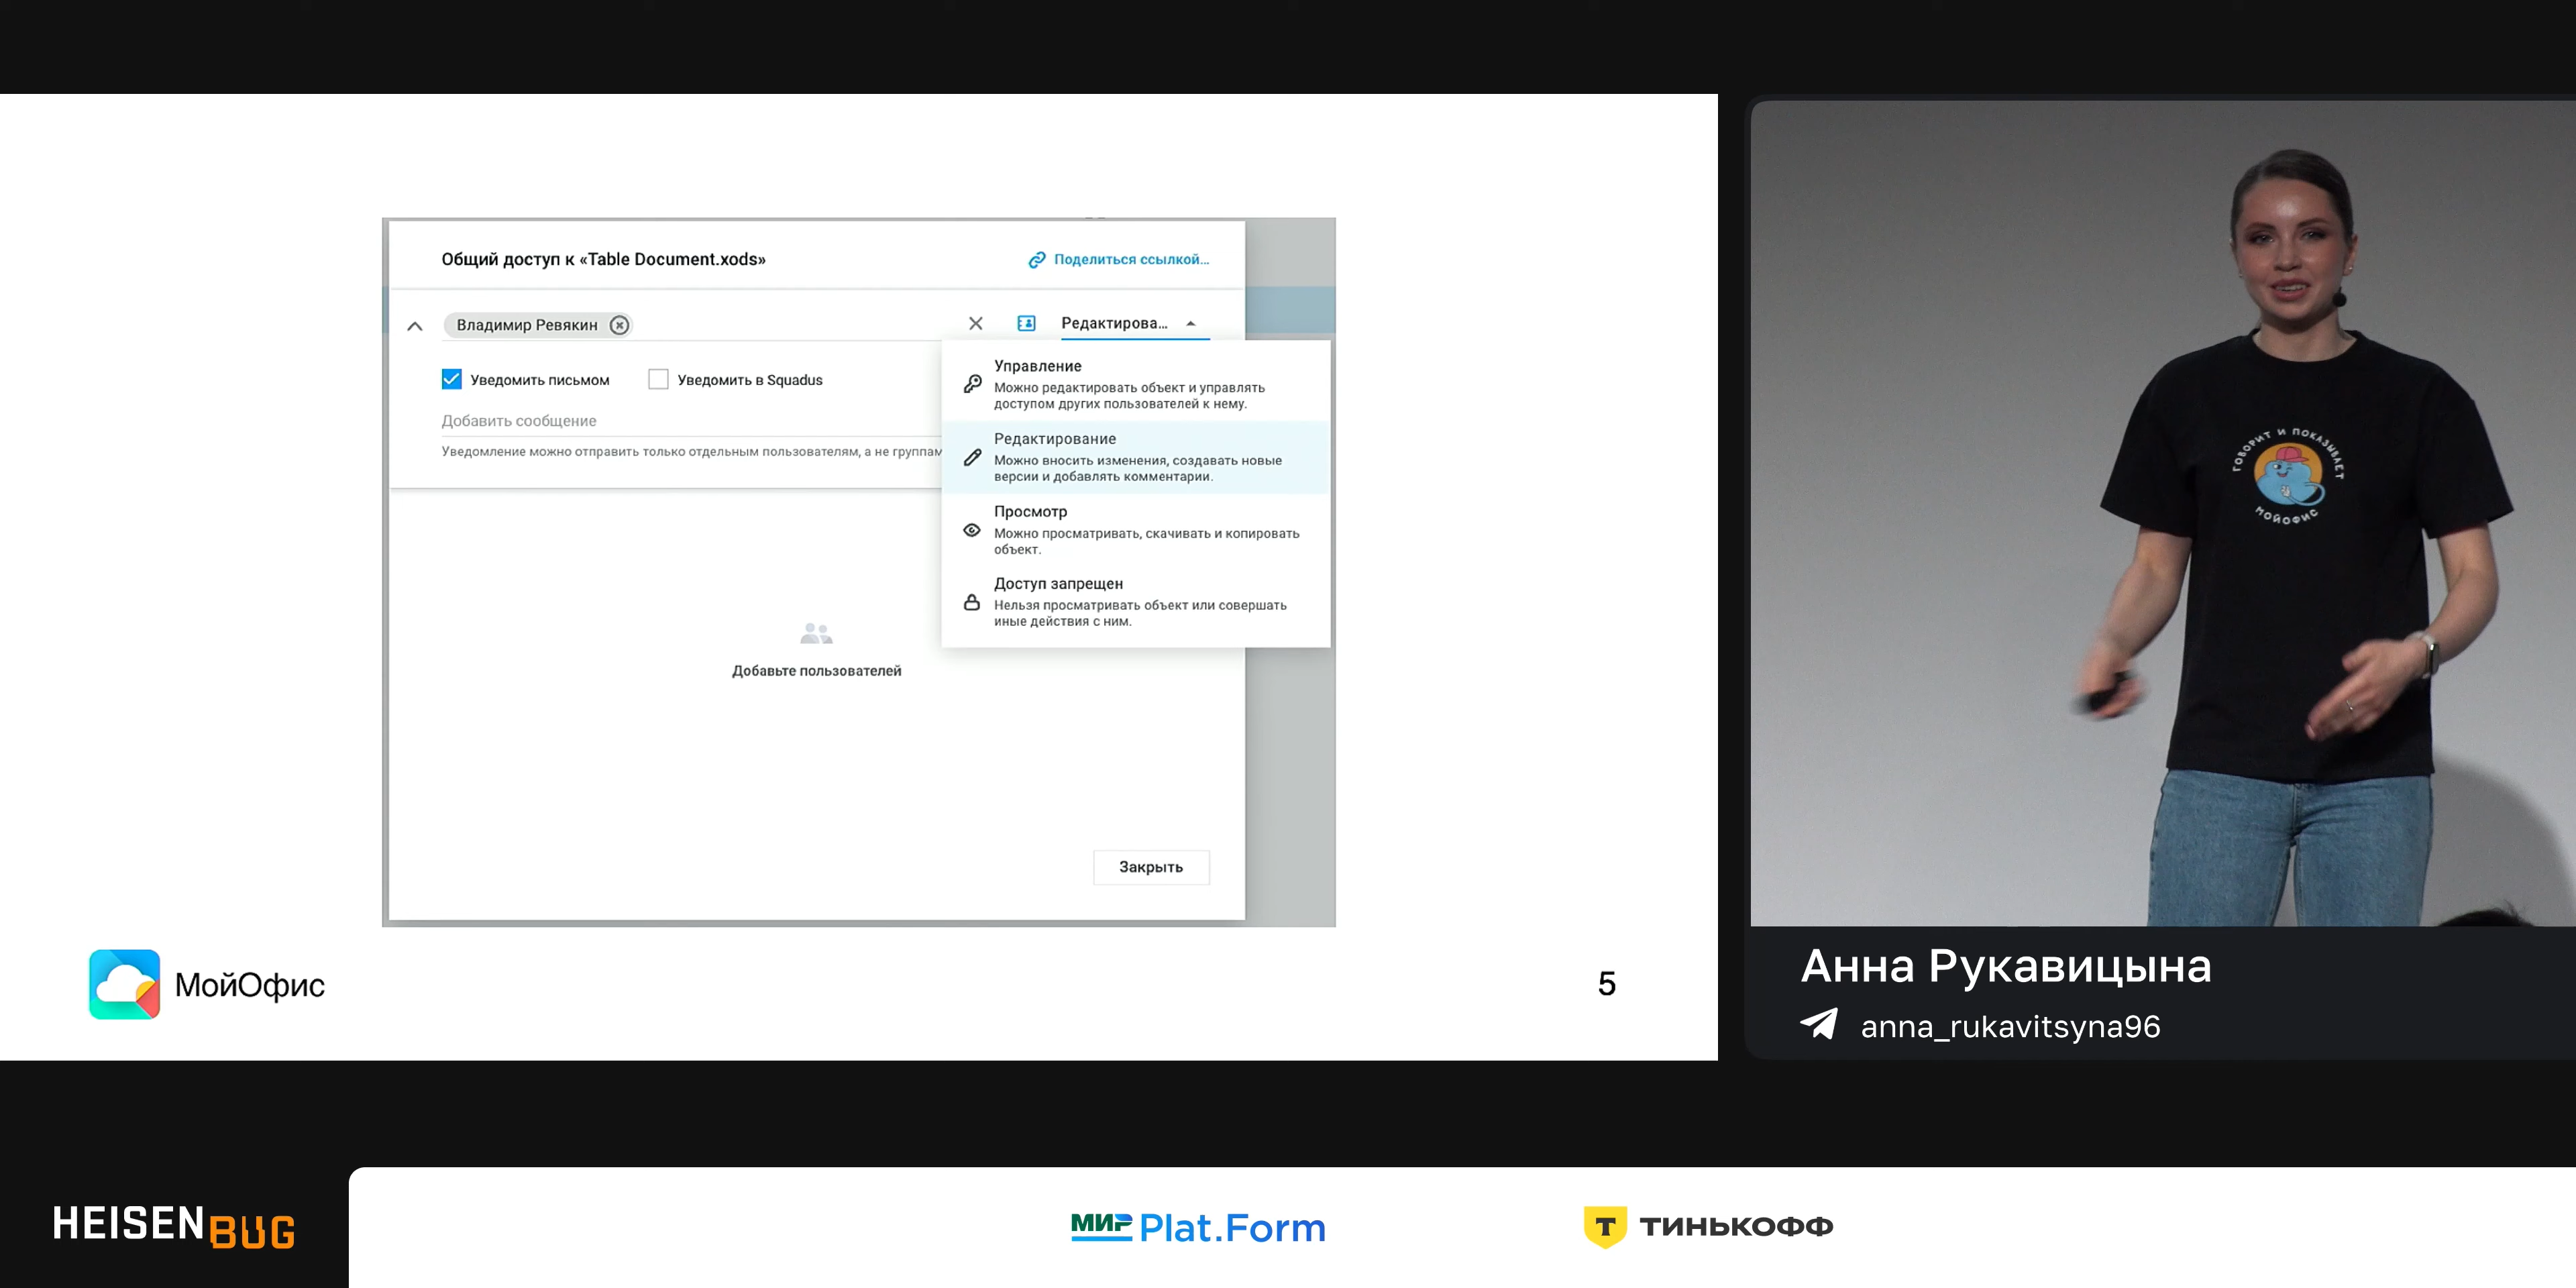 Общий доступ к «Table Document.xods»
Поделиться ссылкой...
Владимир Ревякин
Редактирова...
Уведомить письмом
Уведомить в Squadus
Добавить сообщение
Уведомление можно отправить только отдельным пользователям, а не группам
Управление
Можно редактировать объект и управлять
доступом других пользователей к нему.
Редактирование
Можно вносить изменения, создавать новые
версии и добавлять комментарии.
Просмотр
Можно просматривать, скачивать и копировать
объект.
Доступ запрещен
Нельзя просматривать объект или совершать
иные действия с ним.
Добавьте пользователей
Закрыть
МойОфис
5
ГОВОРИТ И ПОКАЗЫВАЕТ
МОЙОФИС
Анна Рукавицына
anna_rukavitsyna96
HEISENBUG
МИР Plat.Form
Т ТИНЬКОФФ